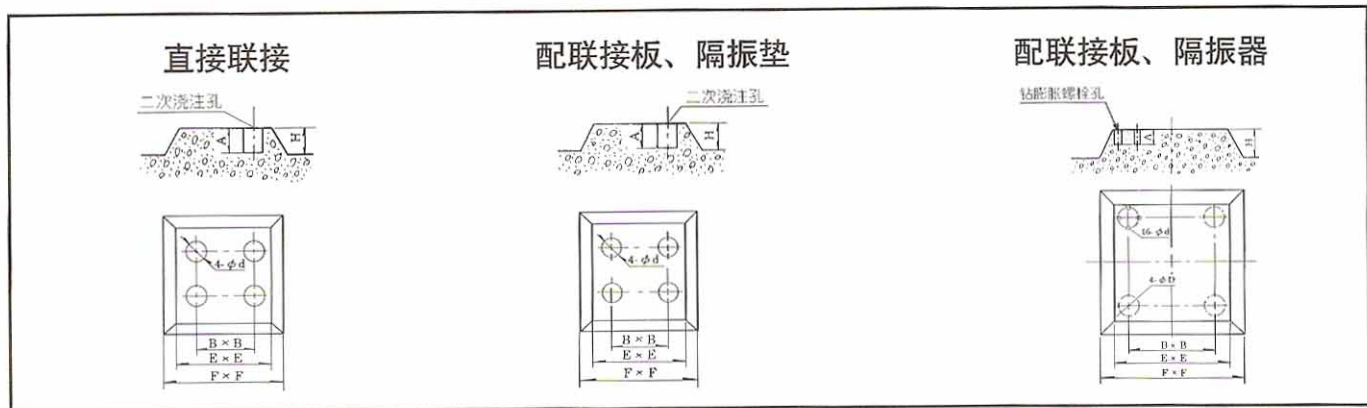 直接联接
二次浇注孔
A
H
4-ϕd
B×B
E×E
F×F
配联接板、隔振垫
二次浇注孔
A
H
4-ϕd
B×B
E×E
F×F
配联接板、隔振器
钻膨胀螺栓孔
A
H
16-ϕd
4-ϕD
B×B
E×E
F×F